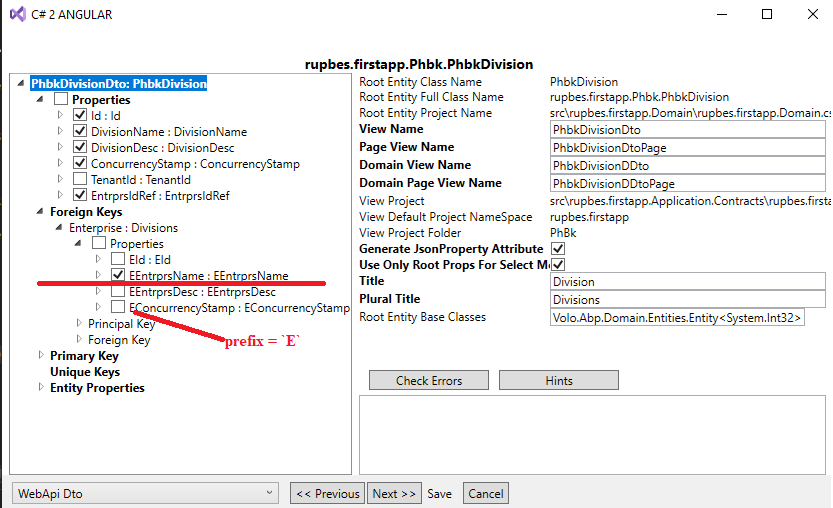 C# 2 ANGULAR
rupbes.firstapp.Phbk.PhbkDivision
PhbkDivisionDto: PhbkDivision
Properties
Id : Id
DivisionName : DivisionName
DivisionDesc : DivisionDesc
ConcurrencyStamp : ConcurrencyStamp
TenantId : TenantId
EntrprsIdRef : EntrprsIdRef
Foreign Keys
Enterprise : Divisions
Properties
EId : EId
EEntrprsName : EEntrprsName
EEntrprsDesc : EEntrprsDesc
EConcurrencyStamp : EConcurrencyStamp
Principal Key
Foreign Key
prefix = `E`
Primary Key
Unique Keys
Entity Properties
Root Entity Class Name PhbkDivision
Root Entity Full Class Name rupbes.firstapp.Phbk.PhbkDivision
Root Entity Project Name src\rupbes.firstapp.Domain\rupbes.firstapp.Domain.cs
View Name PhbkDivisionDto
Page View Name PhbkDivisionDtoPage
Domain View Name PhbkDivisionDDto
Domain Page View Name PhbkDivisionDDtoPage
View Project src\rupbes.firstapp.Application.Contracts\rupbes.firsta
View Default Project NameSpace rupbes.firstapp
View Project Folder PhBk
Generate JsonProperty Attribute
Use Only Root Props For Select M
Title Division
Plural Title Divisions
Root Entity Base Classes Volo.Abp.Domain.Entities.Entity<System.Int32>
Check Errors Hints
WebApi Dto << Previous Next >> Save Cancel